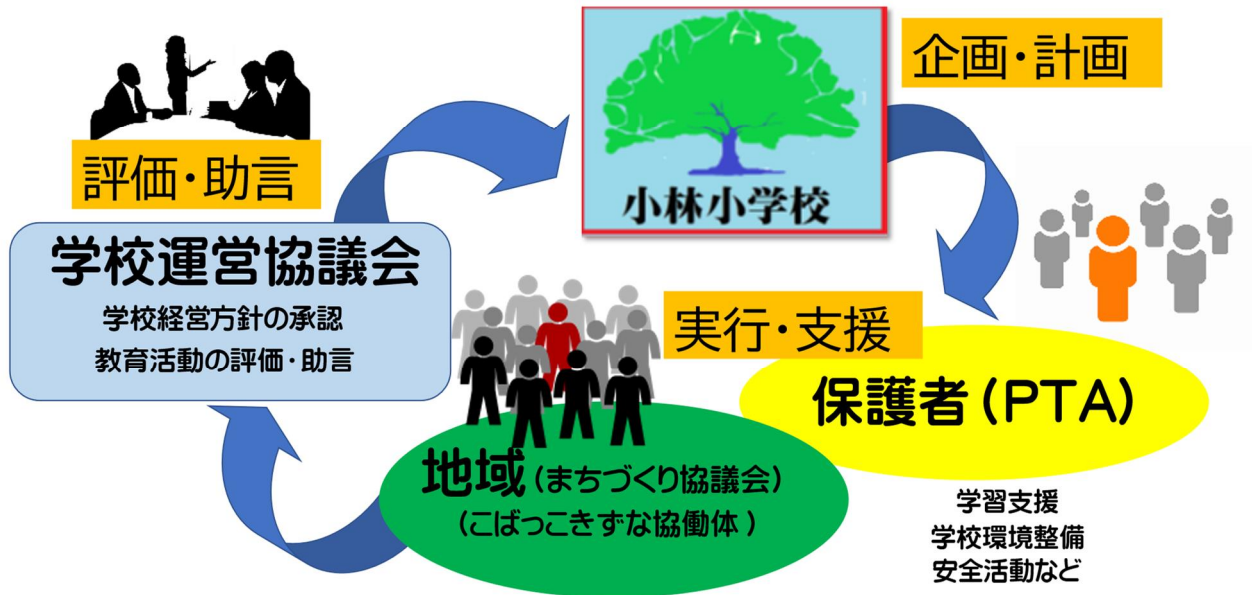 企画・計画
小林小学校
評価・助言
学校運営協議会
学校経営方針の承認
教育活動の評価・助言
実行・支援
保護者(PTA)
地域(まちづくり協議会)
(こばっこきずな協働体)
学習支援
学校環境整備
安全活動など